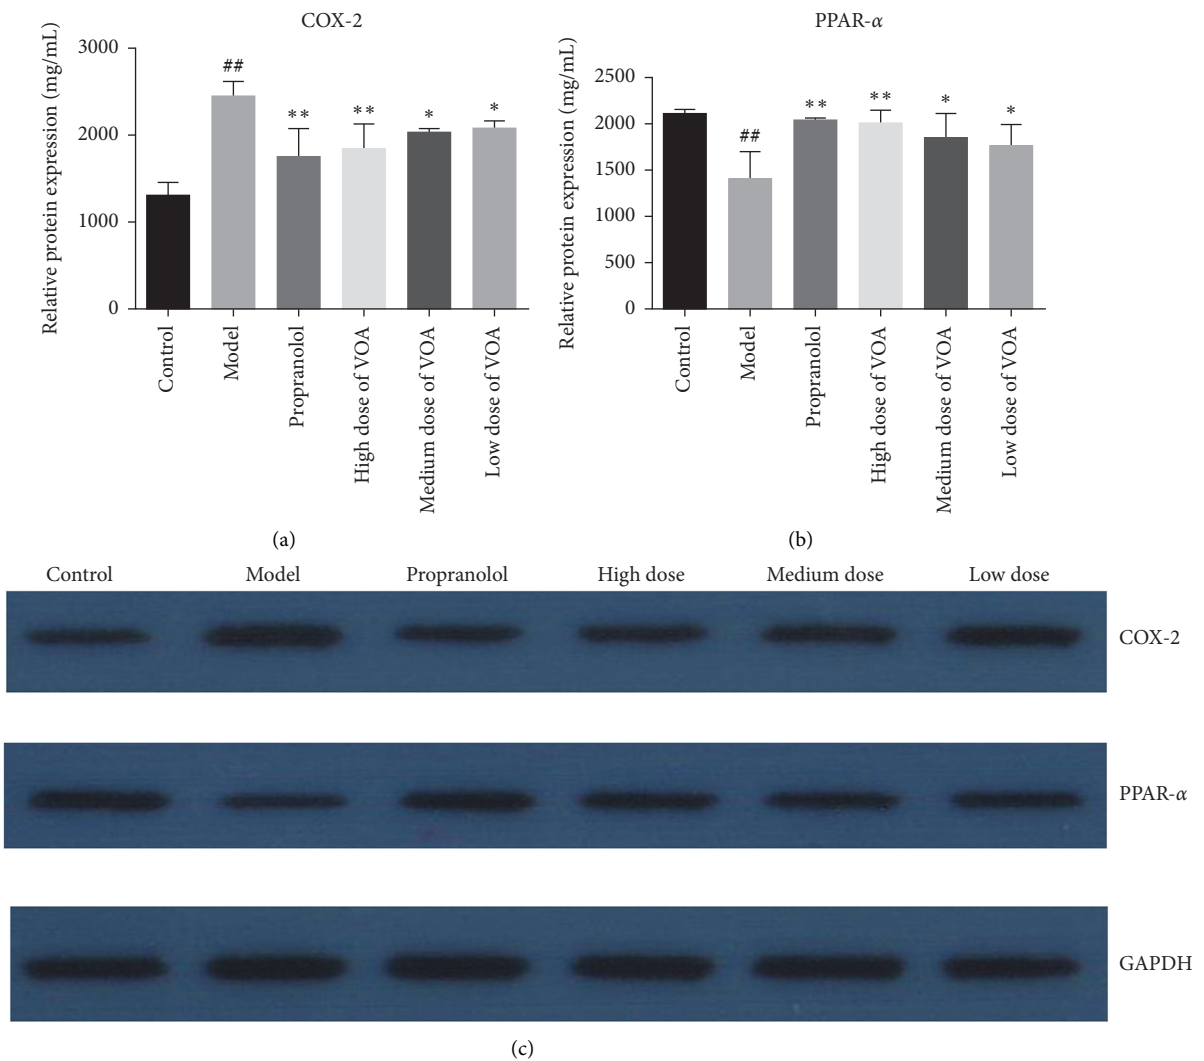 COX-2
Relative protein expression (mg/mL)
3000
2000
1000
0
##
**
**
*
*
Control
Model
Propranolol
High dose of VOA
Medium dose of VOA
Low dose of VOA
(a)
PPAR-α
Relative protein expression (mg/mL)
2500
2000
1500
1000
500
0
##
**
**
*
*
Control
Model
Propranolol
High dose of VOA
Medium dose of VOA
Low dose of VOA
(b)
Control Model Propranolol High dose Medium dose Low dose
COX-2
PPAR-α
GAPDH
(c)